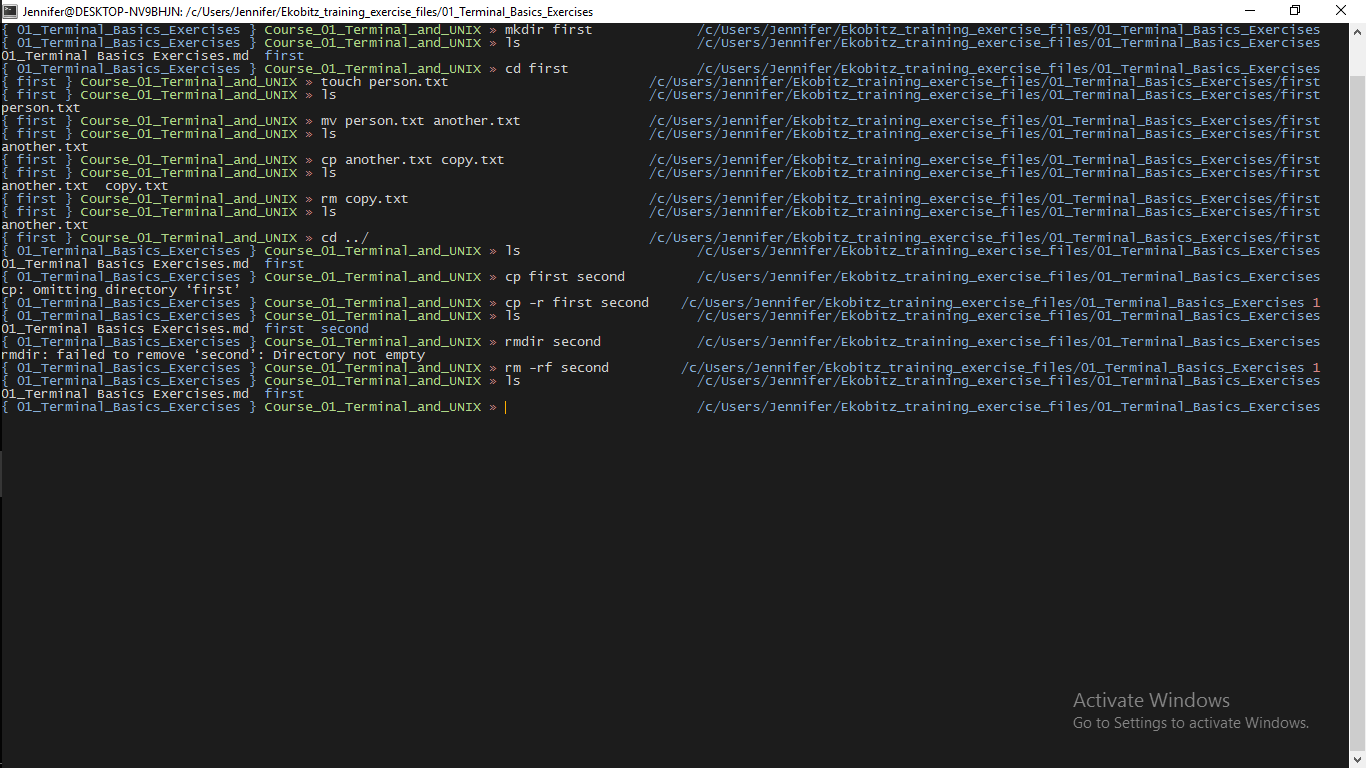 Jennifer@DESKTOP-NV9BHJN: /c/Users/Jennifer/Ekobitz_training_exercise_files/01_Terminal_Basics_Exercises
{ 01_Terminal_Basics_Exercises } Course_01_Terminal_and_UNIX » mkdir first /c/Users/Jennifer/Ekobitz_training_exercise_files/01_Terminal_Basics_Exercises
{ 01_Terminal_Basics_Exercises } Course_01_Terminal_and_UNIX » ls /c/Users/Jennifer/Ekobitz_training_exercise_files/01_Terminal_Basics_Exercises
01_Terminal Basics Exercises.md first
{ 01_Terminal_Basics_Exercises } Course_01_Terminal_and_UNIX » cd first /c/Users/Jennifer/Ekobitz_training_exercise_files/01_Terminal_Basics_Exercises
{ first } Course_01_Terminal_and_UNIX » touch person.txt /c/Users/Jennifer/Ekobitz_training_exercise_files/01_Terminal_Basics_Exercises/first
{ first } Course_01_Terminal_and_UNIX » ls /c/Users/Jennifer/Ekobitz_training_exercise_files/01_Terminal_Basics_Exercises/first
person.txt
{ first } Course_01_Terminal_and_UNIX » mv person.txt another.txt /c/Users/Jennifer/Ekobitz_training_exercise_files/01_Terminal_Basics_Exercises/first
{ first } Course_01_Terminal_and_UNIX » ls /c/Users/Jennifer/Ekobitz_training_exercise_files/01_Terminal_Basics_Exercises/first
another.txt
{ first } Course_01_Terminal_and_UNIX » cp another.txt copy.txt /c/Users/Jennifer/Ekobitz_training_exercise_files/01_Terminal_Basics_Exercises/first
{ first } Course_01_Terminal_and_UNIX » ls /c/Users/Jennifer/Ekobitz_training_exercise_files/01_Terminal_Basics_Exercises/first
another.txt copy.txt
{ first } Course_01_Terminal_and_UNIX » rm copy.txt /c/Users/Jennifer/Ekobitz_training_exercise_files/01_Terminal_Basics_Exercises/first
{ first } Course_01_Terminal_and_UNIX » ls /c/Users/Jennifer/Ekobitz_training_exercise_files/01_Terminal_Basics_Exercises/first
another.txt
{ first } Course_01_Terminal_and_UNIX » cd ../ /c/Users/Jennifer/Ekobitz_training_exercise_files/01_Terminal_Basics_Exercises/first
{ 01_Terminal_Basics_Exercises } Course_01_Terminal_and_UNIX » ls /c/Users/Jennifer/Ekobitz_training_exercise_files/01_Terminal_Basics_Exercises
01_Terminal Basics Exercises.md first
{ 01_Terminal_Basics_Exercises } Course_01_Terminal_and_UNIX » cp first second /c/Users/Jennifer/Ekobitz_training_exercise_files/01_Terminal_Basics_Exercises
cp: omitting directory ‘first’
{ 01_Terminal_Basics_Exercises } Course_01_Terminal_and_UNIX » cp -r first second /c/Users/Jennifer/Ekobitz_training_exercise_files/01_Terminal_Basics_Exercises 1
{ 01_Terminal_Basics_Exercises } Course_01_Terminal_and_UNIX » ls /c/Users/Jennifer/Ekobitz_training_exercise_files/01_Terminal_Basics_Exercises
01_Terminal Basics Exercises.md first second
{ 01_Terminal_Basics_Exercises } Course_01_Terminal_and_UNIX » rmdir second /c/Users/Jennifer/Ekobitz_training_exercise_files/01_Terminal_Basics_Exercises
rmdir: failed to remove ‘second’: Directory not empty
{ 01_Terminal_Basics_Exercises } Course_01_Terminal_and_UNIX » rm -rf second /c/Users/Jennifer/Ekobitz_training_exercise_files/01_Terminal_Basics_Exercises 1
{ 01_Terminal_Basics_Exercises } Course_01_Terminal_and_UNIX » ls /c/Users/Jennifer/Ekobitz_training_exercise_files/01_Terminal_Basics_Exercises
01_Terminal Basics Exercises.md first
{ 01_Terminal_Basics_Exercises } Course_01_Terminal_and_UNIX » /c/Users/Jennifer/Ekobitz_training_exercise_files/01_Terminal_Basics_Exercises
Activate Windows
Go to Settings to activate Windows.